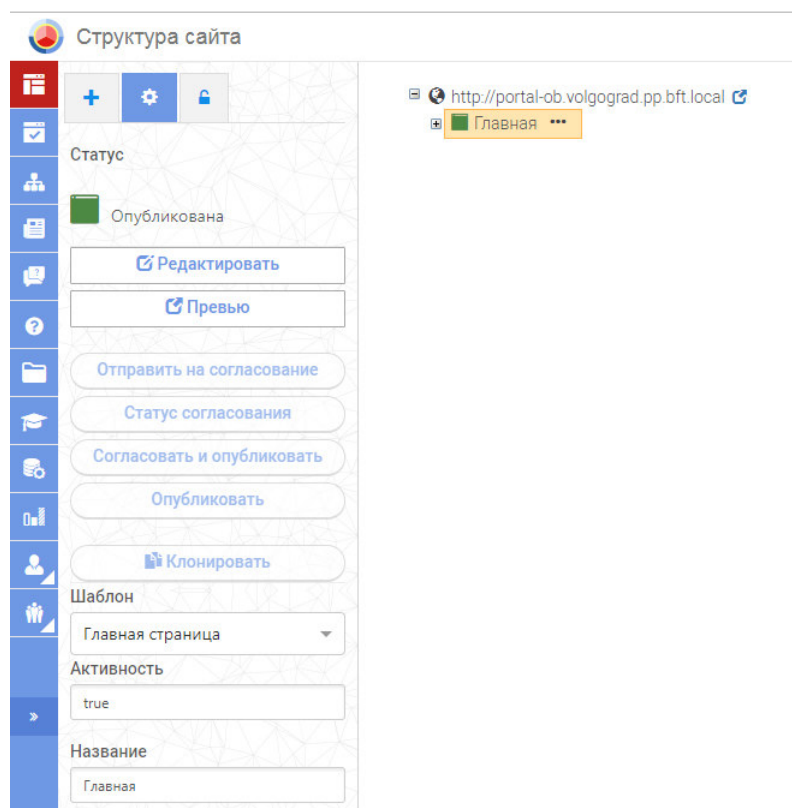 Структура сайта
Статус
Опубликована
Редактировать
Превью
Отправить на согласование
Статус согласования
Согласовать и опубликовать
Опубликовать
Клонировать
Шаблон
Главная страница
Активность
true
Название
Главная
http://portal-ob.volgograd.pp.bft.local
Главная